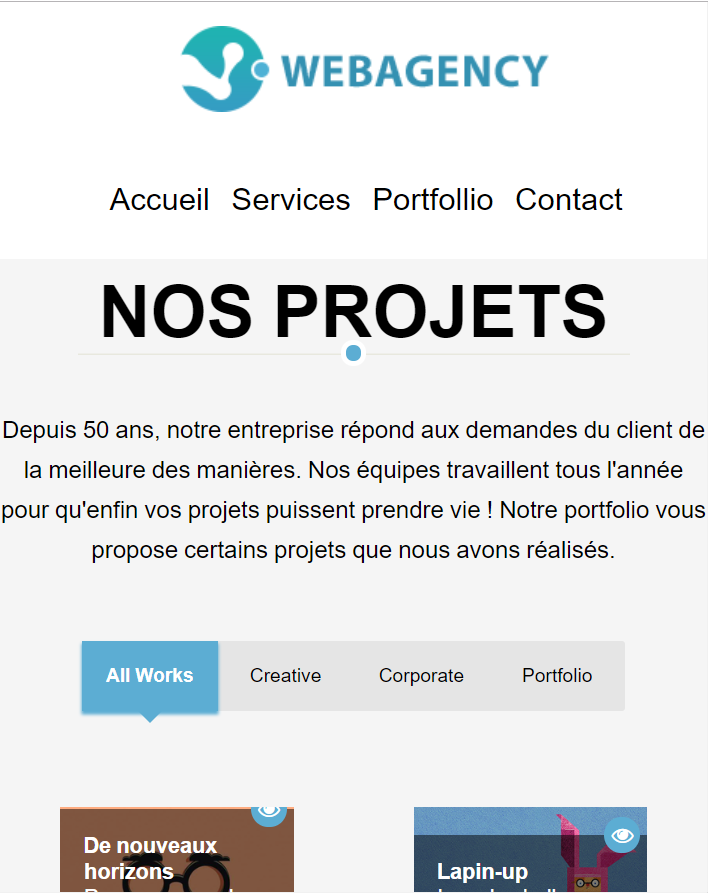 WEBAGENCY
Accueil Services Portfollio Contact
NOS PROJETS
Depuis 50 ans, notre entreprise répond aux demandes du client de
la meilleure des manières. Nos équipes travaillent tous l'année
pour qu'enfin vos projets puissent prendre vie ! Notre portfolio vous
propose certains projets que nous avons réalisés.
All Works Creative Corporate Portfolio
De nouveaux
horizons
Lapin-up